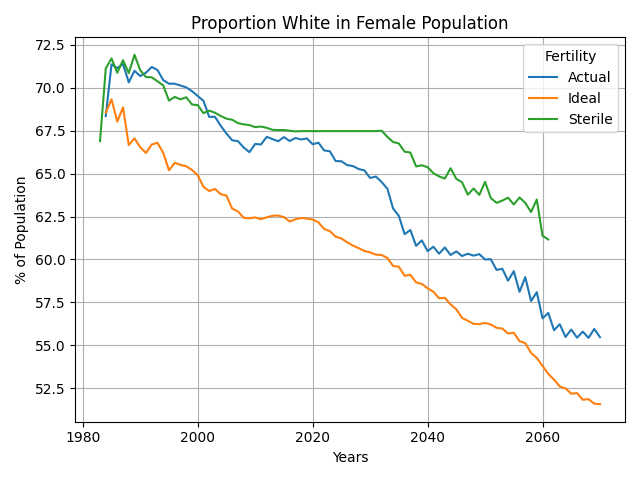 Proportion White in Female Population
% of Population
72.5
70.0
67.5
65.0
62.5
60.0
57.5
55.0
52.5
Fertility
Actual
Ideal
Sterile
1980
2000
2020
2040
2060
Years